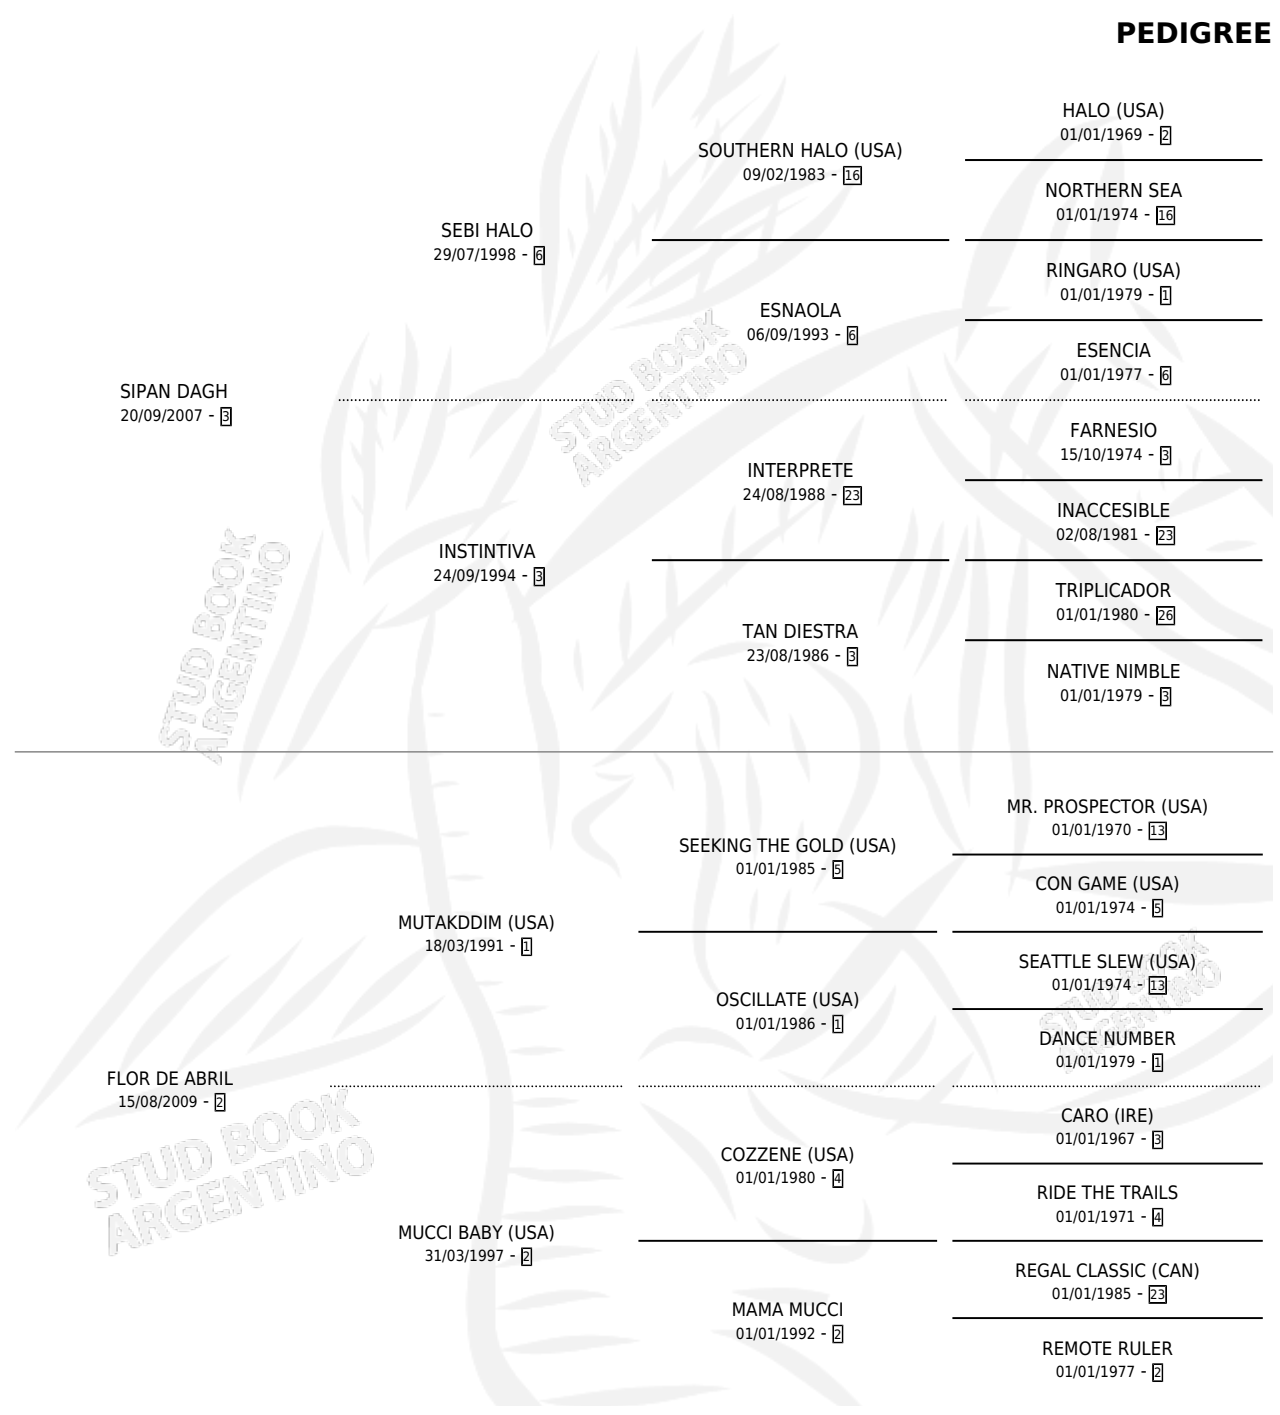 PEDIGREE
HALO (USA)
01/01/1969 - 2
SOUTHERN HALO (USA)
09/02/1983 - 16
NORTHERN SEA
01/01/1974 - 16
SEBI HALO
29/07/1998 - 6
RINGARO (USA)
01/01/1979 - 1
ESNAOLA
06/09/1993 - 6
ESENCIA
01/01/1977 - 6
SIPAN DAGH
20/09/2007 - 3
FARNESIO
15/10/1974 - 3
INTERPRETE
24/08/1988 - 23
INACCESIBLE
02/08/1981 - 23
INSTINTIVA
24/09/1994 - 3
TRIPLICADOR
01/01/1980 - 26
TAN DIESTRA
23/08/1986 - 3
NATIVE NIMBLE
01/01/1979 - 3
MR. PROSPECTOR (USA)
01/01/1970 - 13
SEEKING THE GOLD (USA)
01/01/1985 - 5
CON GAME (USA)
01/01/1974 - 5
MUTAKDDIM (USA)
18/03/1991 - 1
SEATTLE SLEW (USA)
01/01/1974 - 13
OSCILLATE (USA)
01/01/1986 - 1
DANCE NUMBER
01/01/1979 - 1
FLOR DE ABRIL
15/08/2009 - 2
CARO (IRE)
01/01/1967 - 3
COZZENE (USA)
01/01/1980 - 4
RIDE THE TRAILS
01/01/1971 - 4
MUCCI BABY (USA)
31/03/1997 - 2
REGAL CLASSIC (CAN)
01/01/1985 - 23
MAMA MUCCI
01/01/1992 - 2
REMOTE RULER
01/01/1977 - 2
STUD BOOK
ARGENTINO
STUD BOOK
ARGENTINO
STUD BOOK
ARGENTINO
STUD BOOK
ARGENTINO